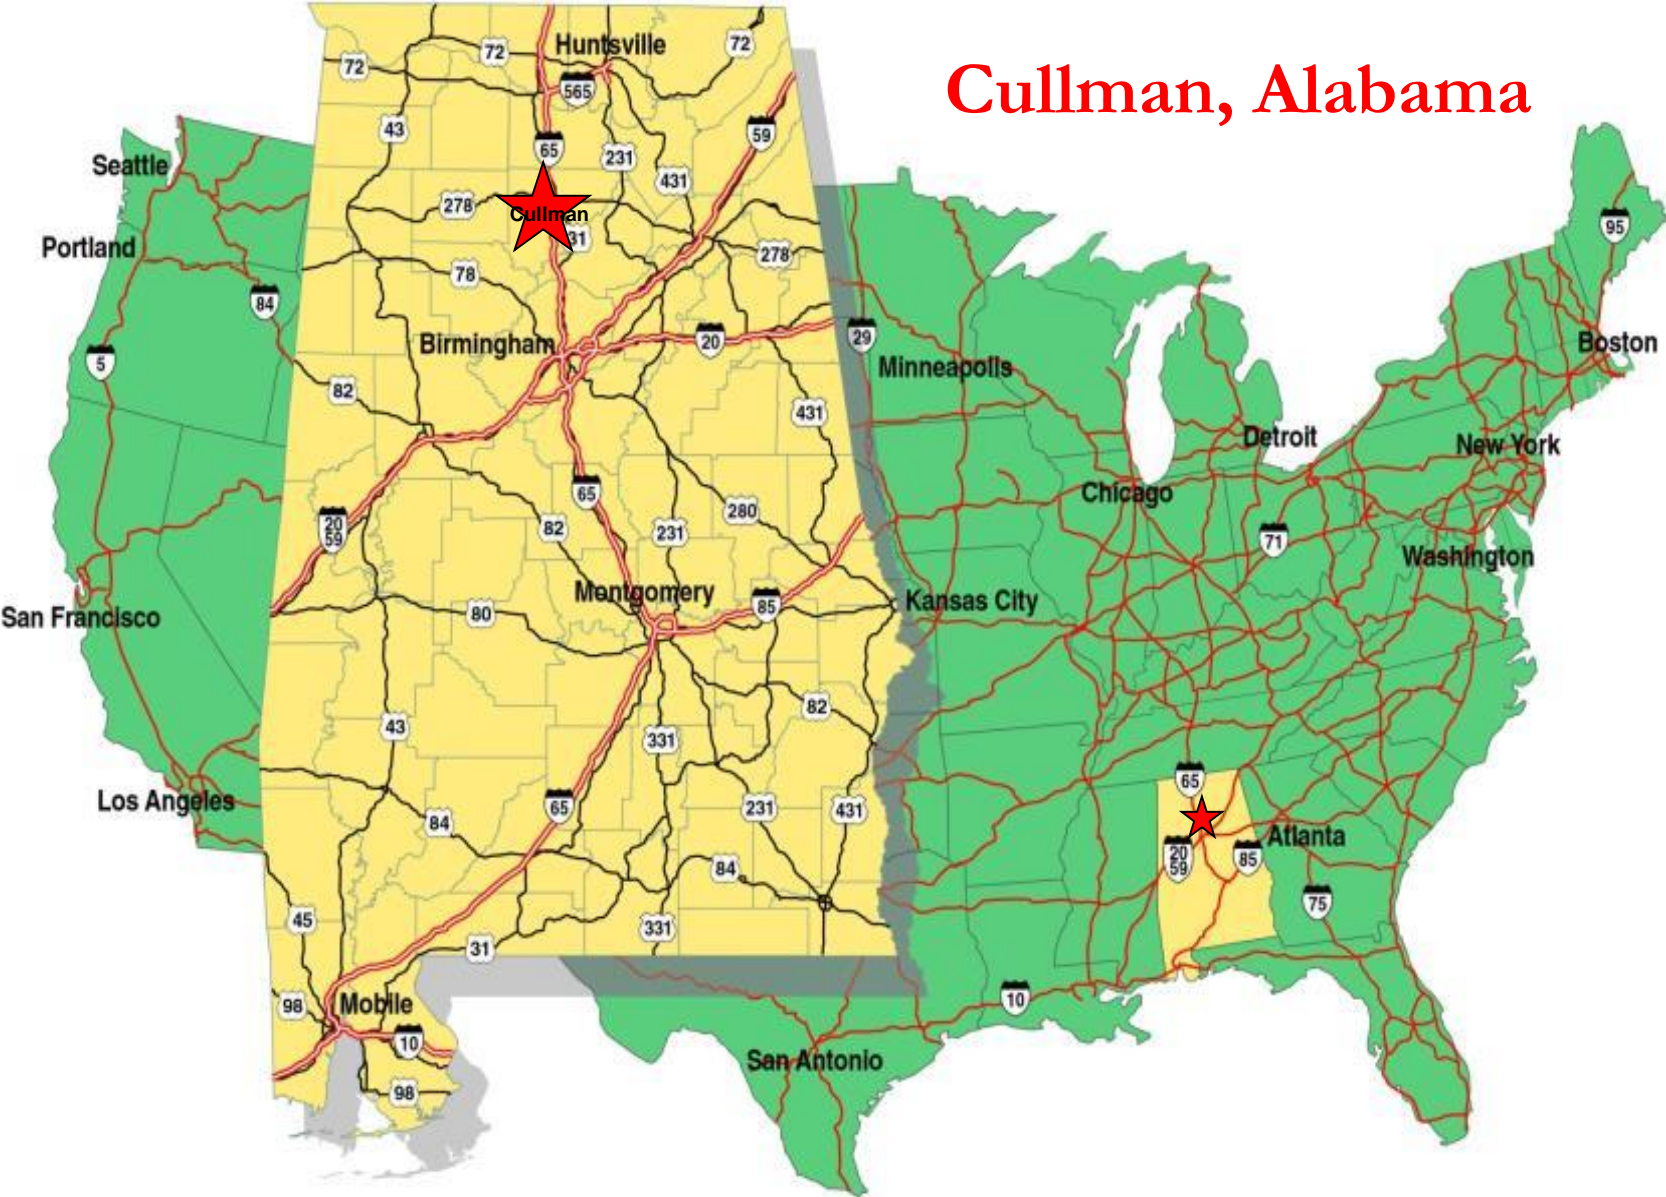 Cullman, Alabama
Huntsville
72
72
72
565
43
59
65
231
431
Seattle
278
Cullman
31
95
Portland
278
78
84
Birmingham
20
29
Boston
5
Minneapolis
82
431
Detroit
New York
65
Chicago
280
20
59
82
231
71
Washington
Montgomery
85
Kansas City
80
San Francisco
82
43
331
65
Los Angeles
65
231
431
84
Atlanta
20
59
85
84
75
45
331
31
98
Mobile
10
10
San Antonio
98